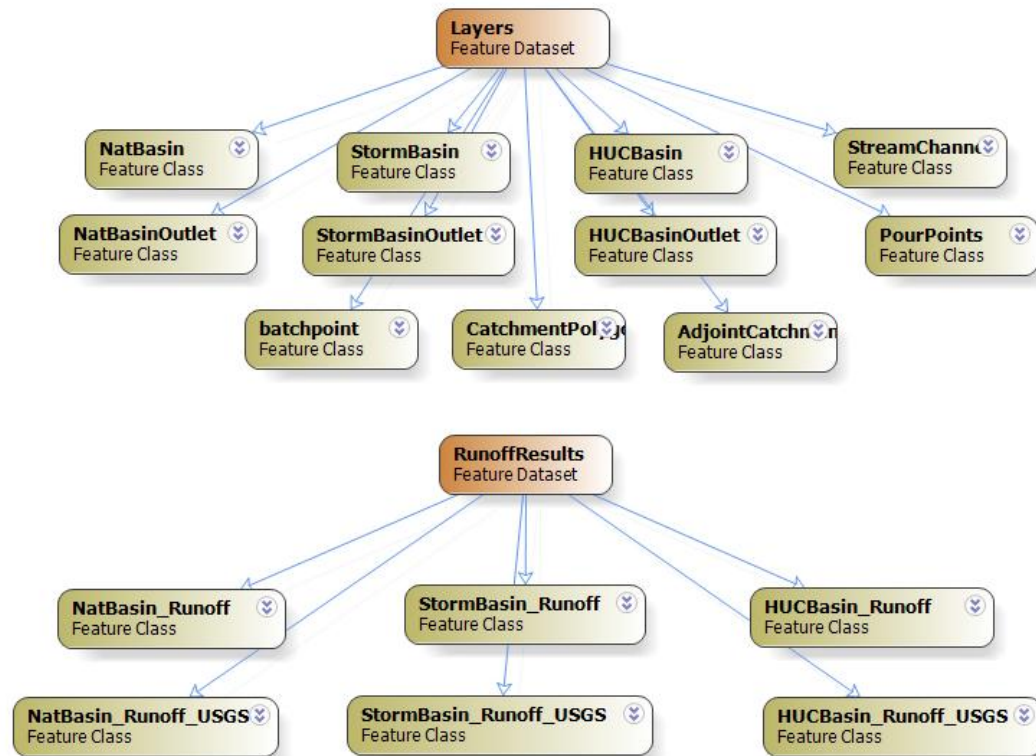 Layers
Feature Dataset
NatBasin
Feature Class
StormBasin
Feature Class
HUCBasin
Feature Class
StreamChann
Feature Class
NatBasinOutlet
Feature Class
StormBasinOutlet
Feature Class
HUCBasinOutlet
Feature Class
PourPoints
Feature Class
batchpoint
Feature Class
CatchmentPolygo
Feature Class
AdjointCatchmen
Feature Class
RunoffResults
Feature Dataset
NatBasin_Runoff
Feature Class
StormBasin_Runoff
Feature Class
HUCBasin_Runoff
Feature Class
NatBasin_Runoff_USGS
Feature Class
StormBasin_Runoff_USGS
Feature Class
HUCBasin_Runoff_USGS
Feature Class